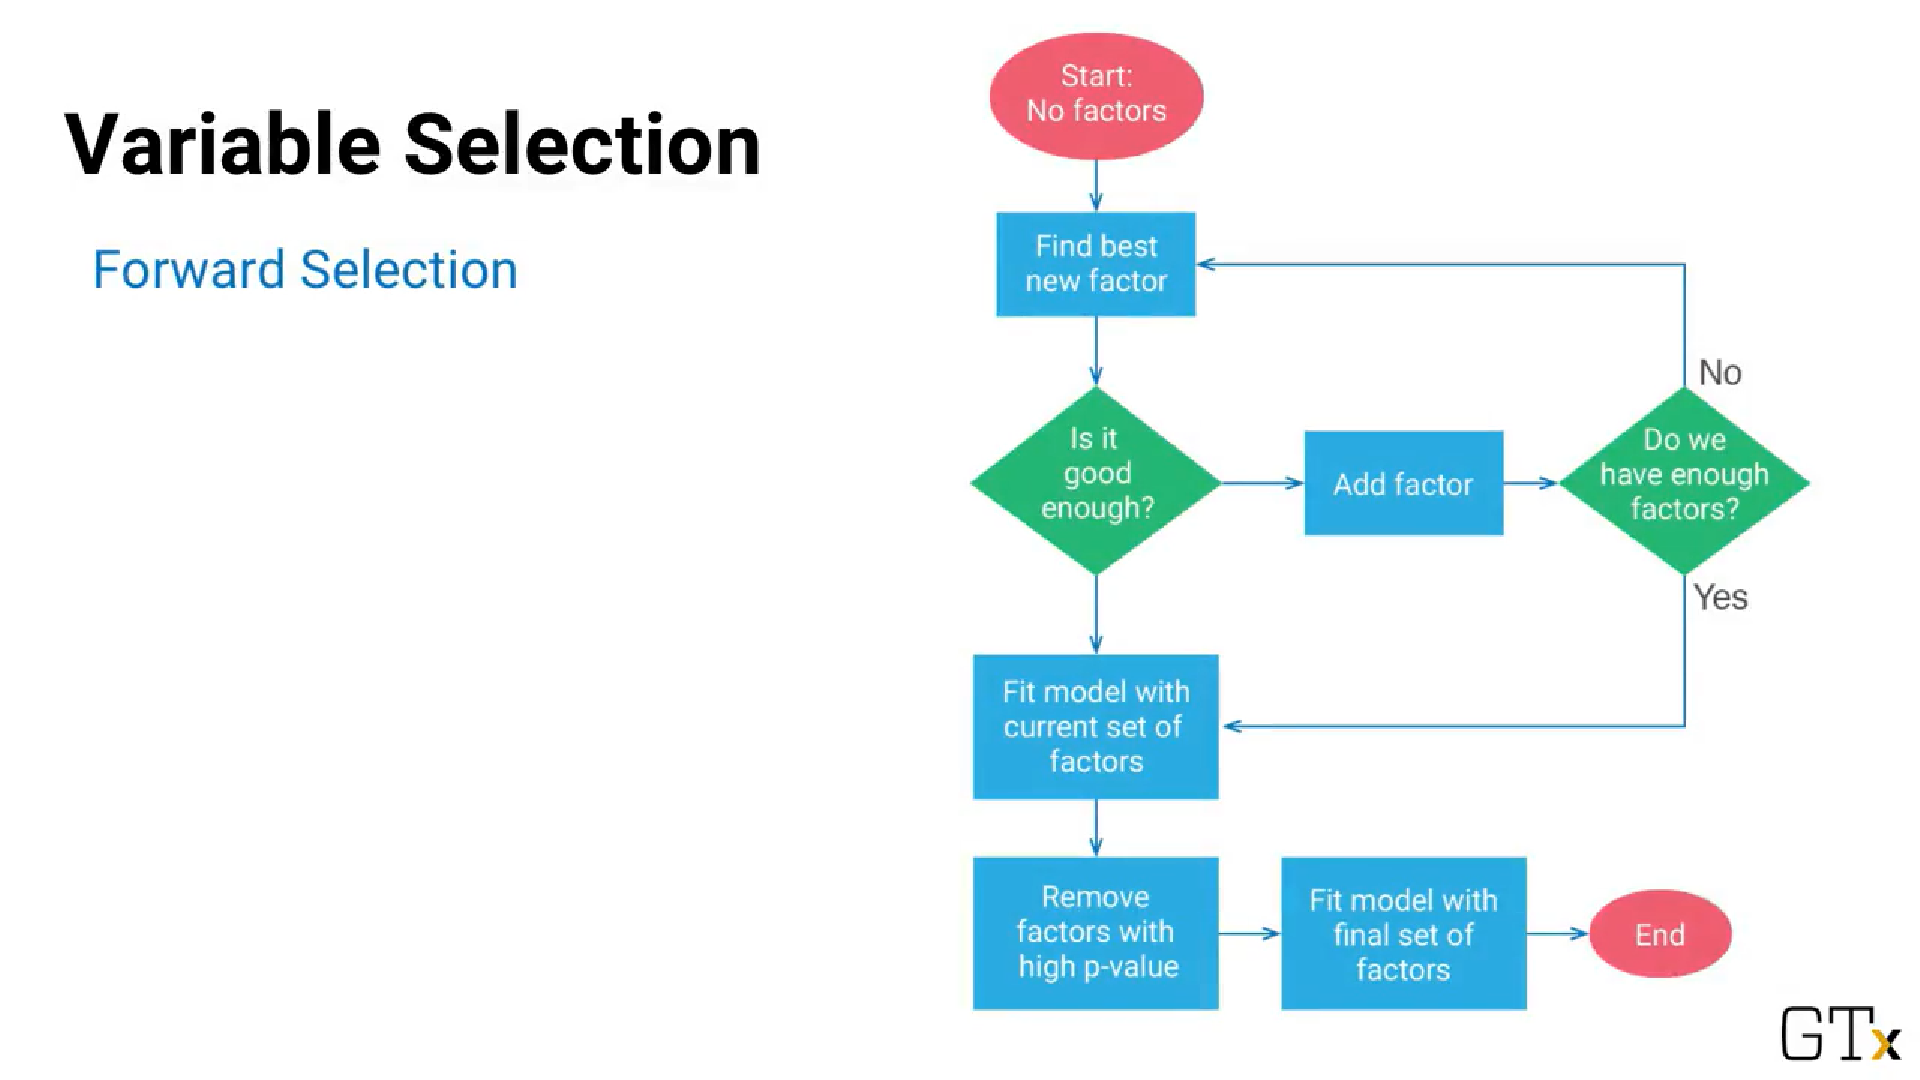 Variable Selection
Forward Selection
Start:
No factors
Find best
new factor
No
Is it
good
enough?
Add factor
Do we
have enough
factors?
Yes
Fit model with
current set of
factors
Remove
factors with
high p-value
Fit model with
final set of
factors
End
GTx